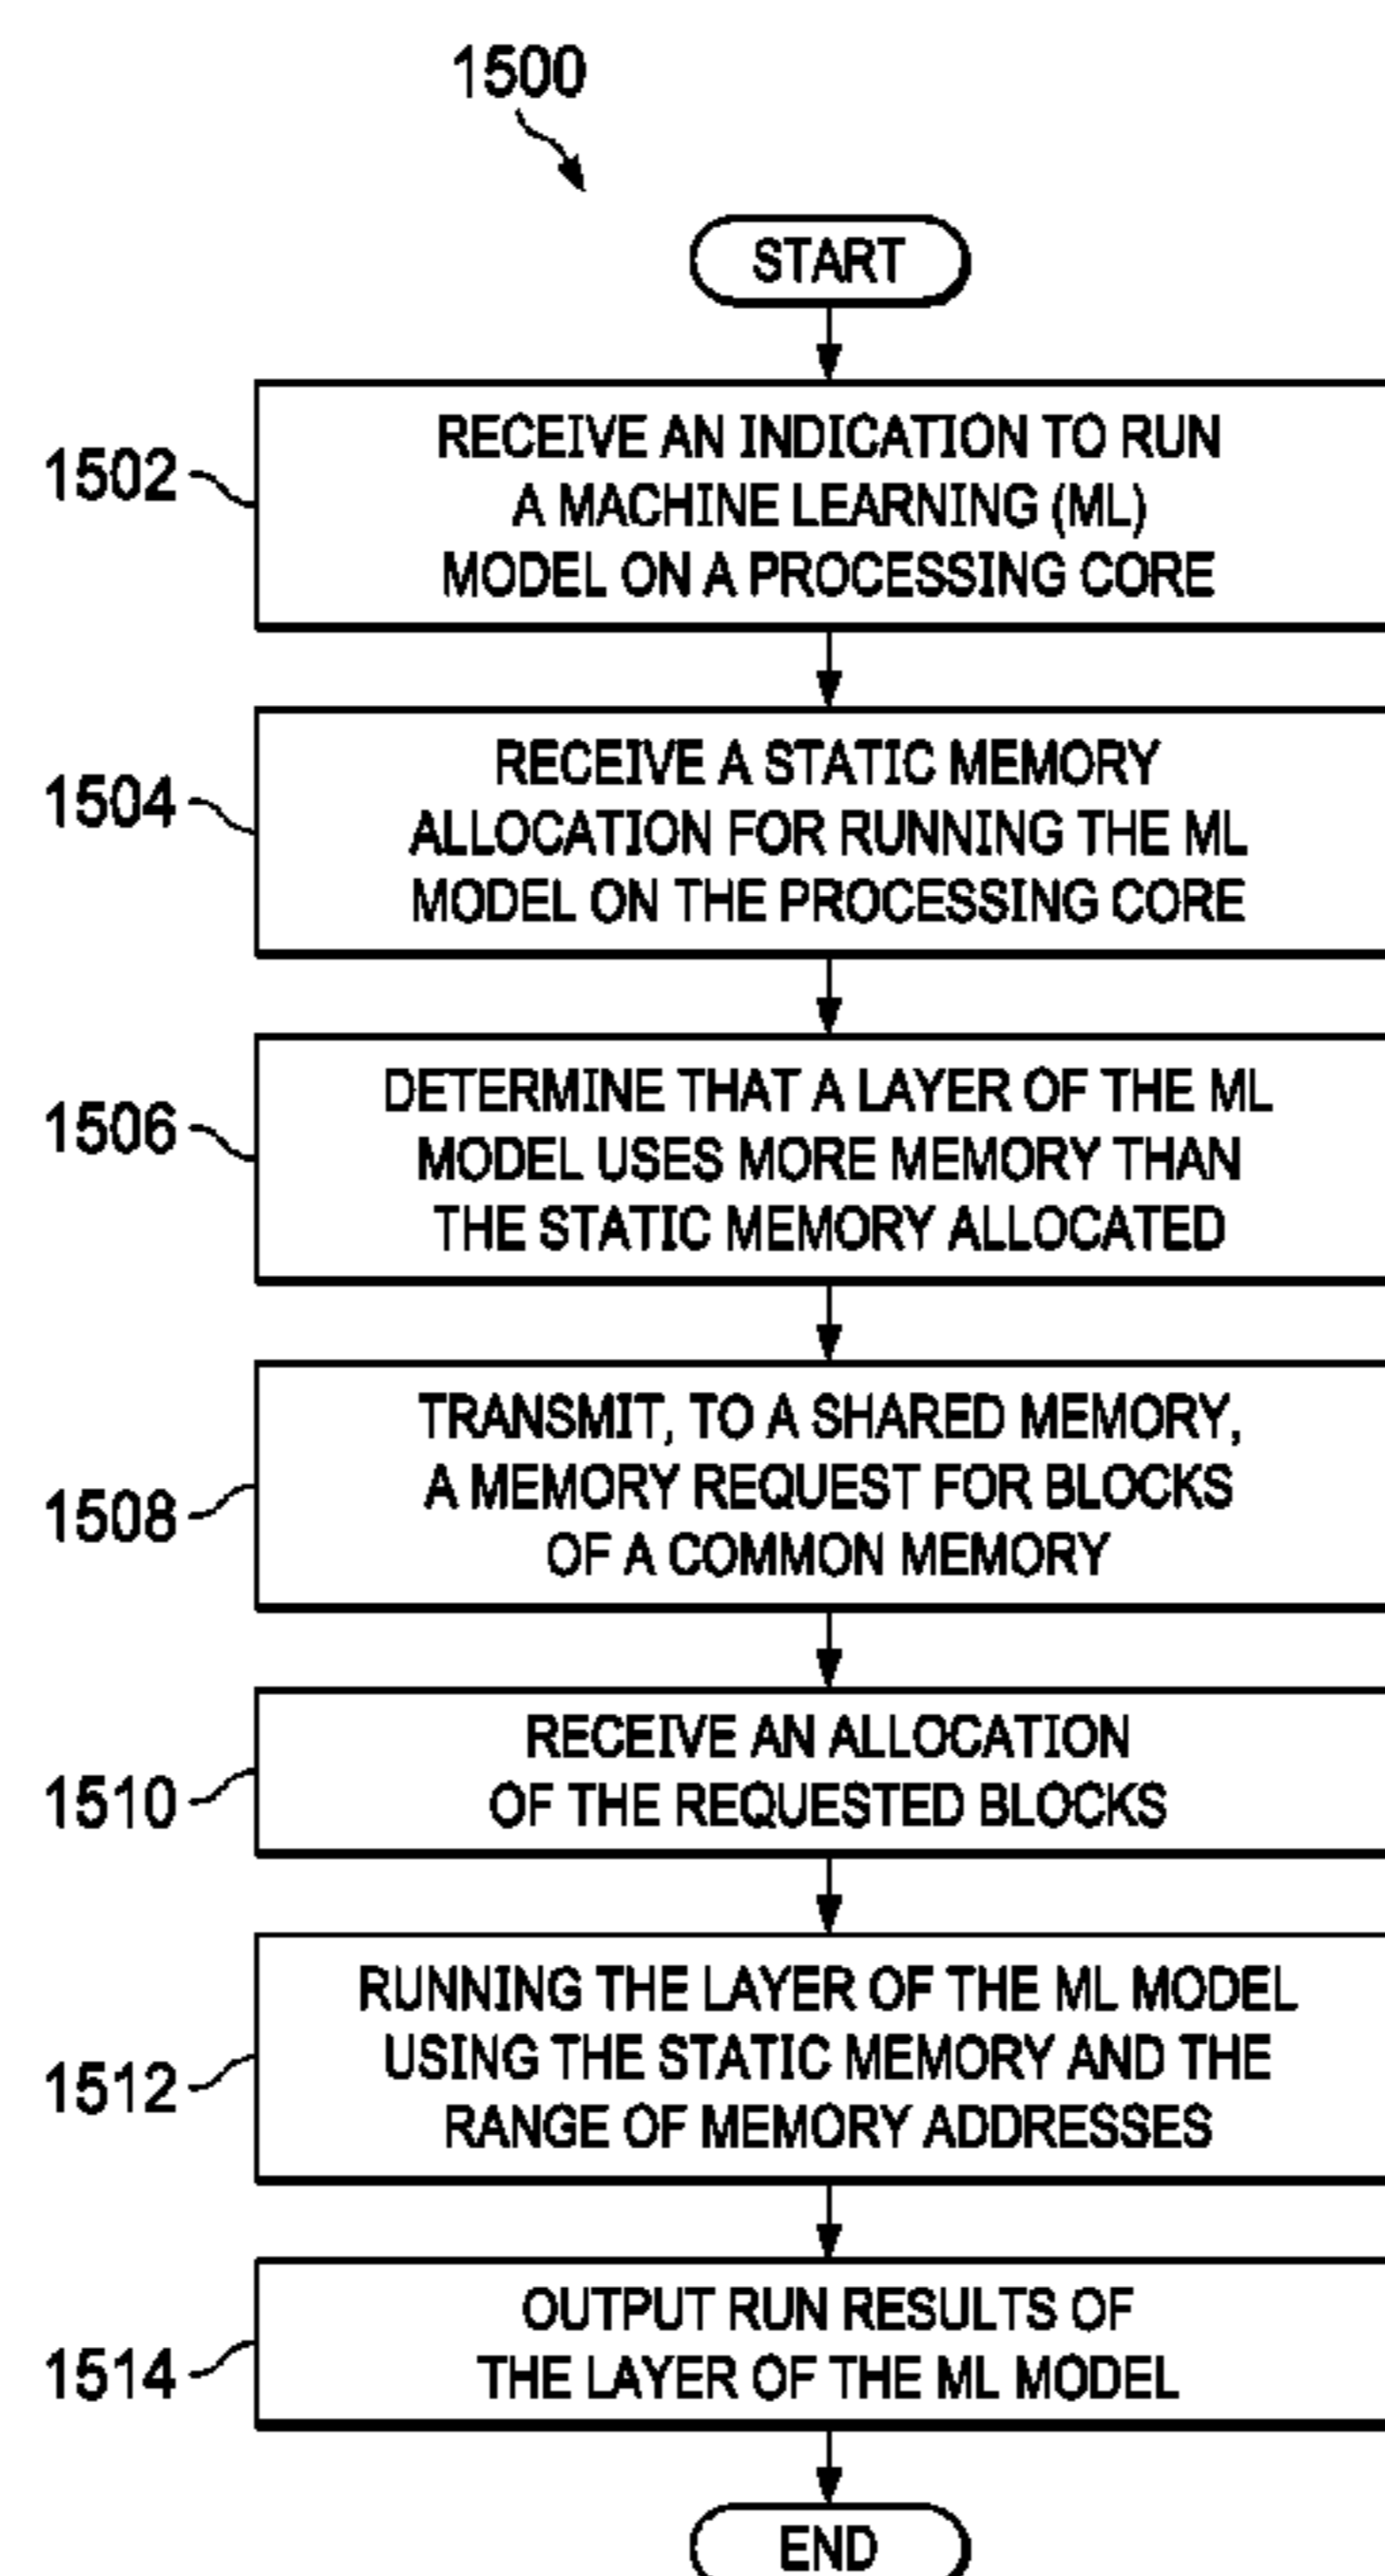 1500
START
1502
RECEIVE AN INDICATION TO RUN
A MACHINE LEARNING (ML)
MODEL ON A PROCESSING CORE
1504
RECEIVE A STATIC MEMORY
ALLOCATION FOR RUNNING THE ML
MODEL ON THE PROCESSING CORE
1506
DETERMINE THAT A LAYER OF THE ML
MODEL USES MORE MEMORY THAN
THE STATIC MEMORY ALLOCATED
1508
TRANSMIT, TO A SHARED MEMORY,
A MEMORY REQUEST FOR BLOCKS
OF A COMMON MEMORY
1510
RECEIVE AN ALLOCATION
OF THE REQUESTED BLOCKS
1512
RUNNING THE LAYER OF THE ML MODEL
USING THE STATIC MEMORY AND THE
RANGE OF MEMORY ADDRESSES
1514
OUTPUT RUN RESULTS OF
THE LAYER OF THE ML MODEL
END